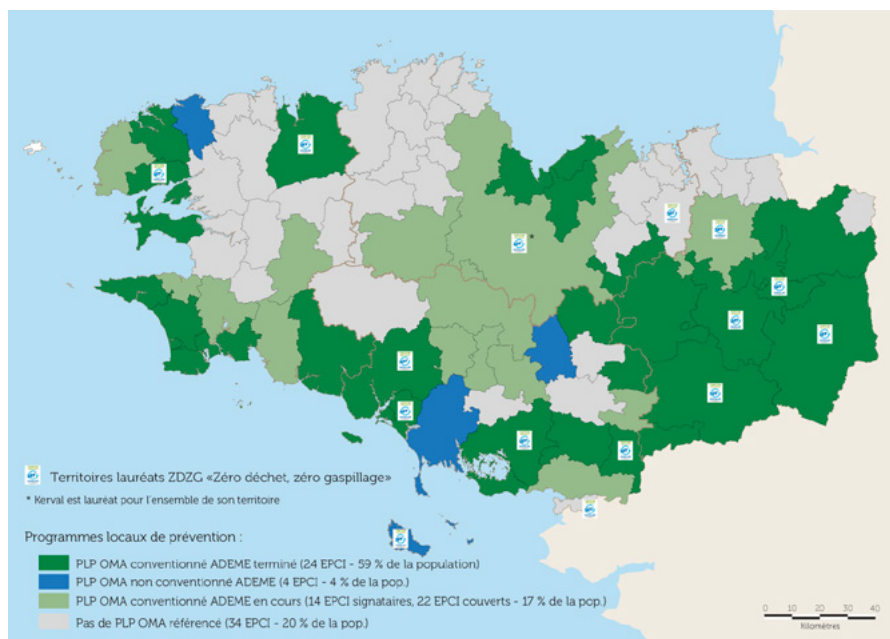 Territoires lauréats ZDZG «Zéro déchet, zéro gaspillage»
* Kerval est lauréat pour l'ensemble de son territoire
Programmes locaux de prévention :
PLP OMA conventionné ADEME terminé (24 EPCI - 59 % de la population)
PLP OMA non conventionné ADEME (4 EPCI - 4 % de la pop.)
PLP OMA conventionné ADEME en cours (14 EPCI signataires, 22 EPCI couverts - 17 % de la pop.)
Pas de PLP OMA référencé (34 EPCI - 20 % de la pop.)
0 10 20 30 40
Kilomètres
*